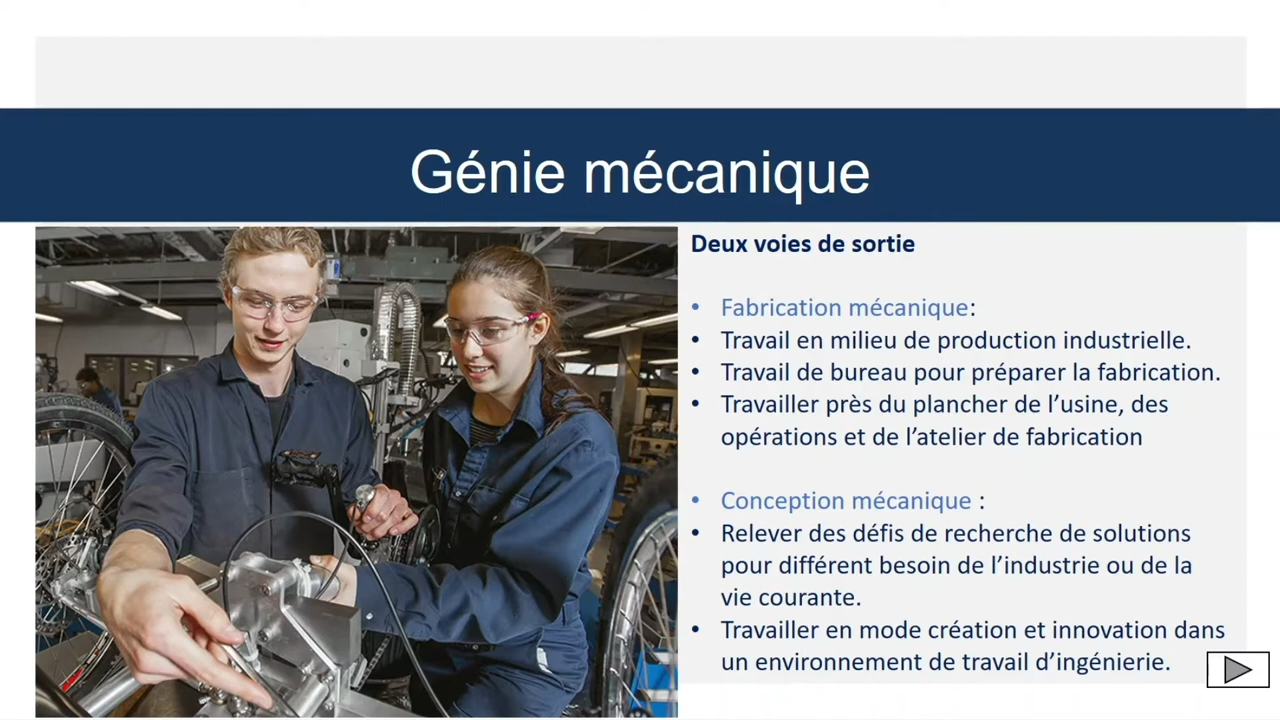 Génie mécanique
Deux voies de sortie
• Fabrication mécanique:
• Travail en milieu de production industrielle.
• Travail de bureau pour préparer la fabrication.
• Travailler près du plancher de l’usine, des
opérations et de l’atelier de fabrication
• Conception mécanique :
• Relever des défis de recherche de solutions
pour différent besoin de l’industrie ou de la
vie courante.
• Travailler en mode création et innovation dans
un environnement de travail d’ingénierie.